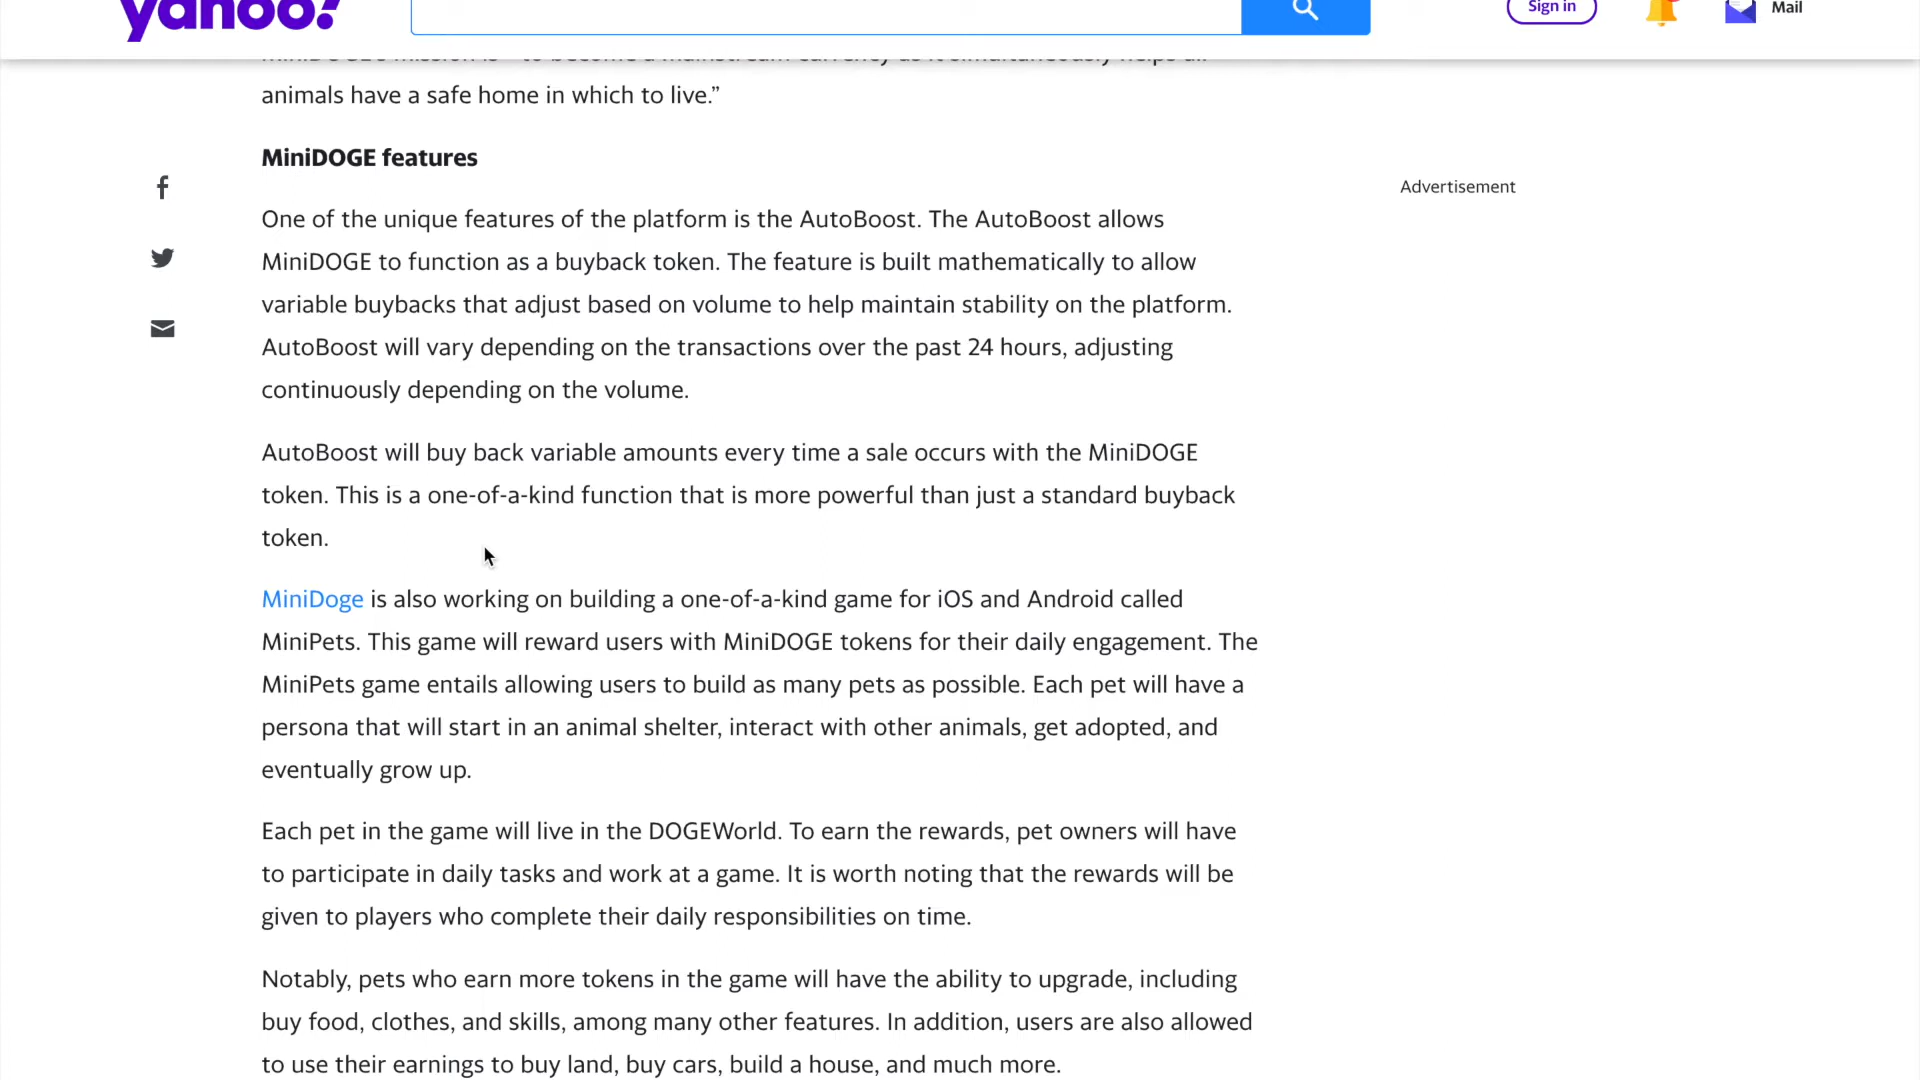 yahoo!
Sign in
Mail
animals have a safe home in which to live.”
MiniDOGE features
Advertisement
One of the unique features of the platform is the AutoBoost. The AutoBoost allows
MiniDOGE to function as a buyback token. The feature is built mathematically to allow
variable buybacks that adjust based on volume to help maintain stability on the platform.
AutoBoost will vary depending on the transactions over the past 24 hours, adjusting
continuously depending on the volume.
AutoBoost will buy back variable amounts every time a sale occurs with the MiniDOGE
token. This is a one-of-a-kind function that is more powerful than just a standard buyback
token.
MiniDoge is also working on building a one-of-a-kind game for iOS and Android called
MiniPets. This game will reward users with MiniDOGE tokens for their daily engagement. The
MiniPets game entails allowing users to build as many pets as possible. Each pet will have a
persona that will start in an animal shelter, interact with other animals, get adopted, and
eventually grow up.
Each pet in the game will live in the DOGEWorld. To earn the rewards, pet owners will have
to participate in daily tasks and work at a game. It is worth noting that the rewards will be
given to players who complete their daily responsibilities on time.
Notably, pets who earn more tokens in the game will have the ability to upgrade, including
buy food, clothes, and skills, among many other features. In addition, users are also allowed
to use their earnings to buy land, buy cars, build a house, and much more.